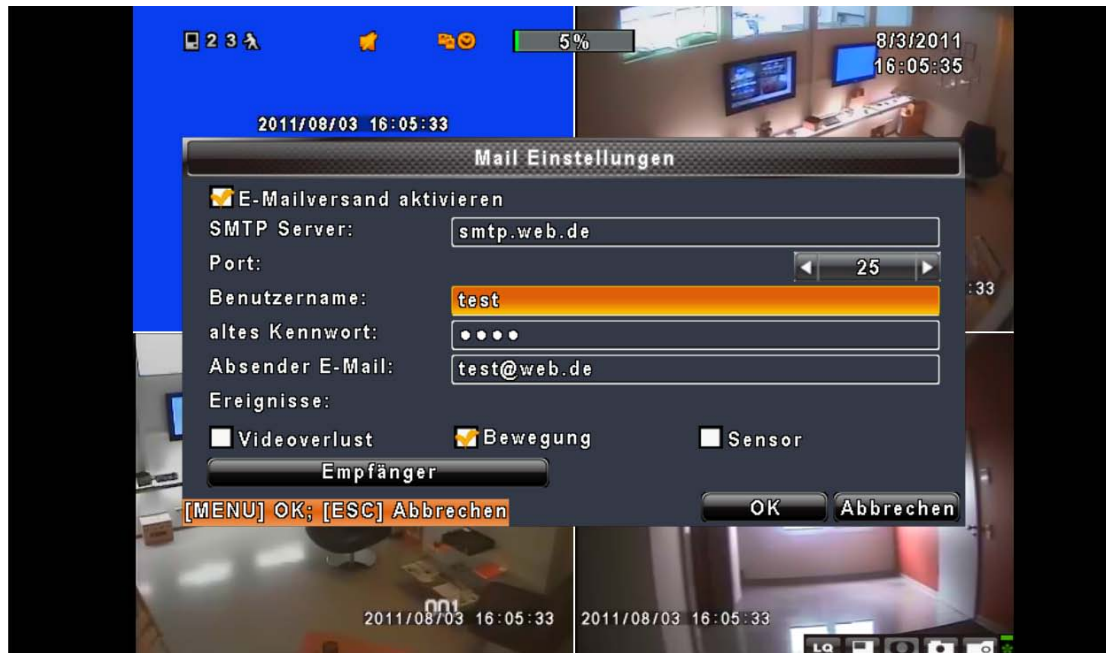 2 3
5%
8/3/2011
16:05:35
2011/08/03 16:05:33
Mail Einstellungen
E-Mailversand aktivieren
SMTP Server: smtp.web.de
Port: 25
:33
Benutzername: test
altes Kennwort: ●●●●
Absender E-Mail: test@web.de
Ereignisse:
Videoverlust Bewegung Sensor
Empfänger
[MENU] OK; [ESC] Abbrechen
OK Abbrechen
001
2011/08/03 16:05:33
2011/08/03 16:05:33
LQ